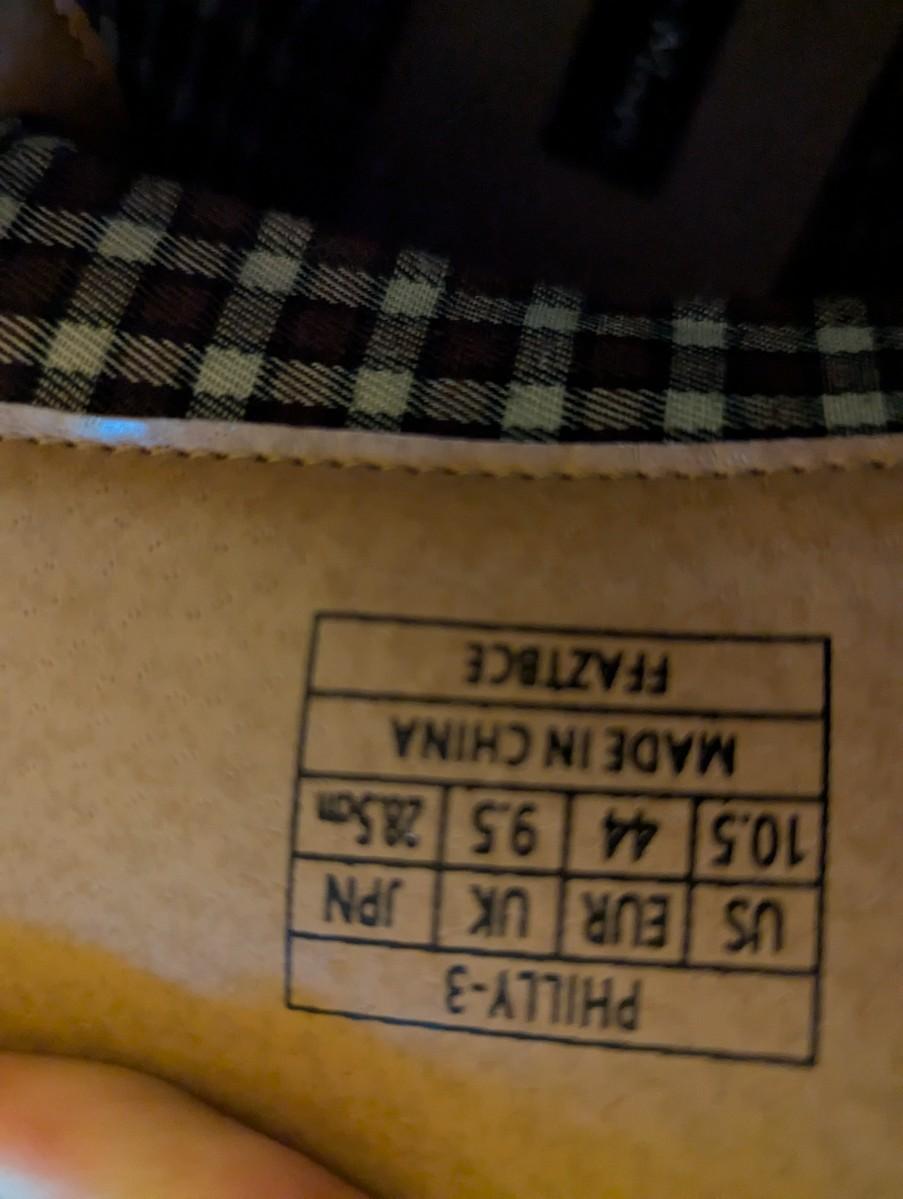 PHILLY-3
US EUR UK JPN
10.5 44 9.5 28.5cm
MADE IN CHINA
FFAZTBCE